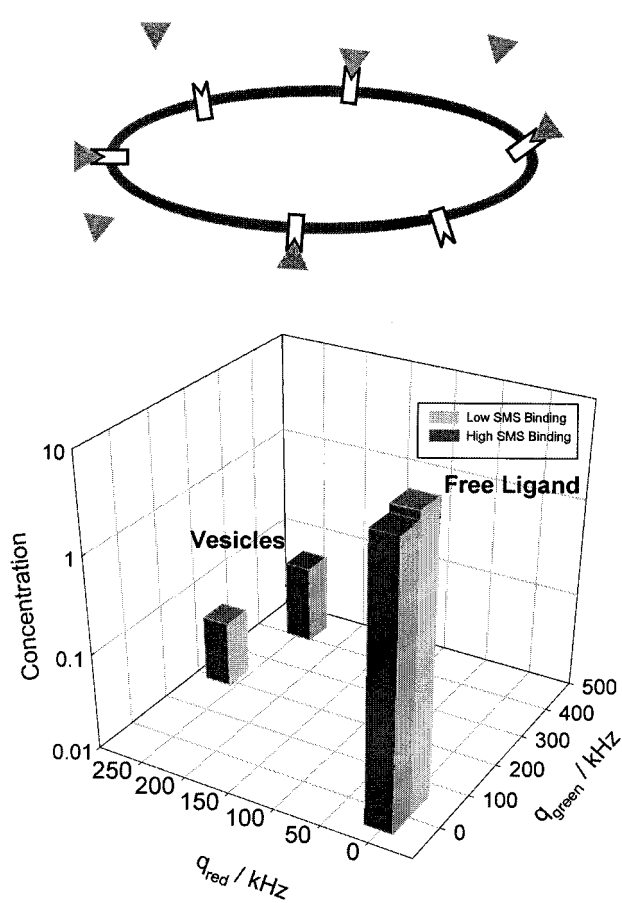 Low SMS Binding
High SMS Binding
Free Ligand
Vesicles
Concentration
10
1
0.1
0.01
250
200
150
100
50
0
q_red / kHz
500
400
300
200
100
0
q_green / kHz